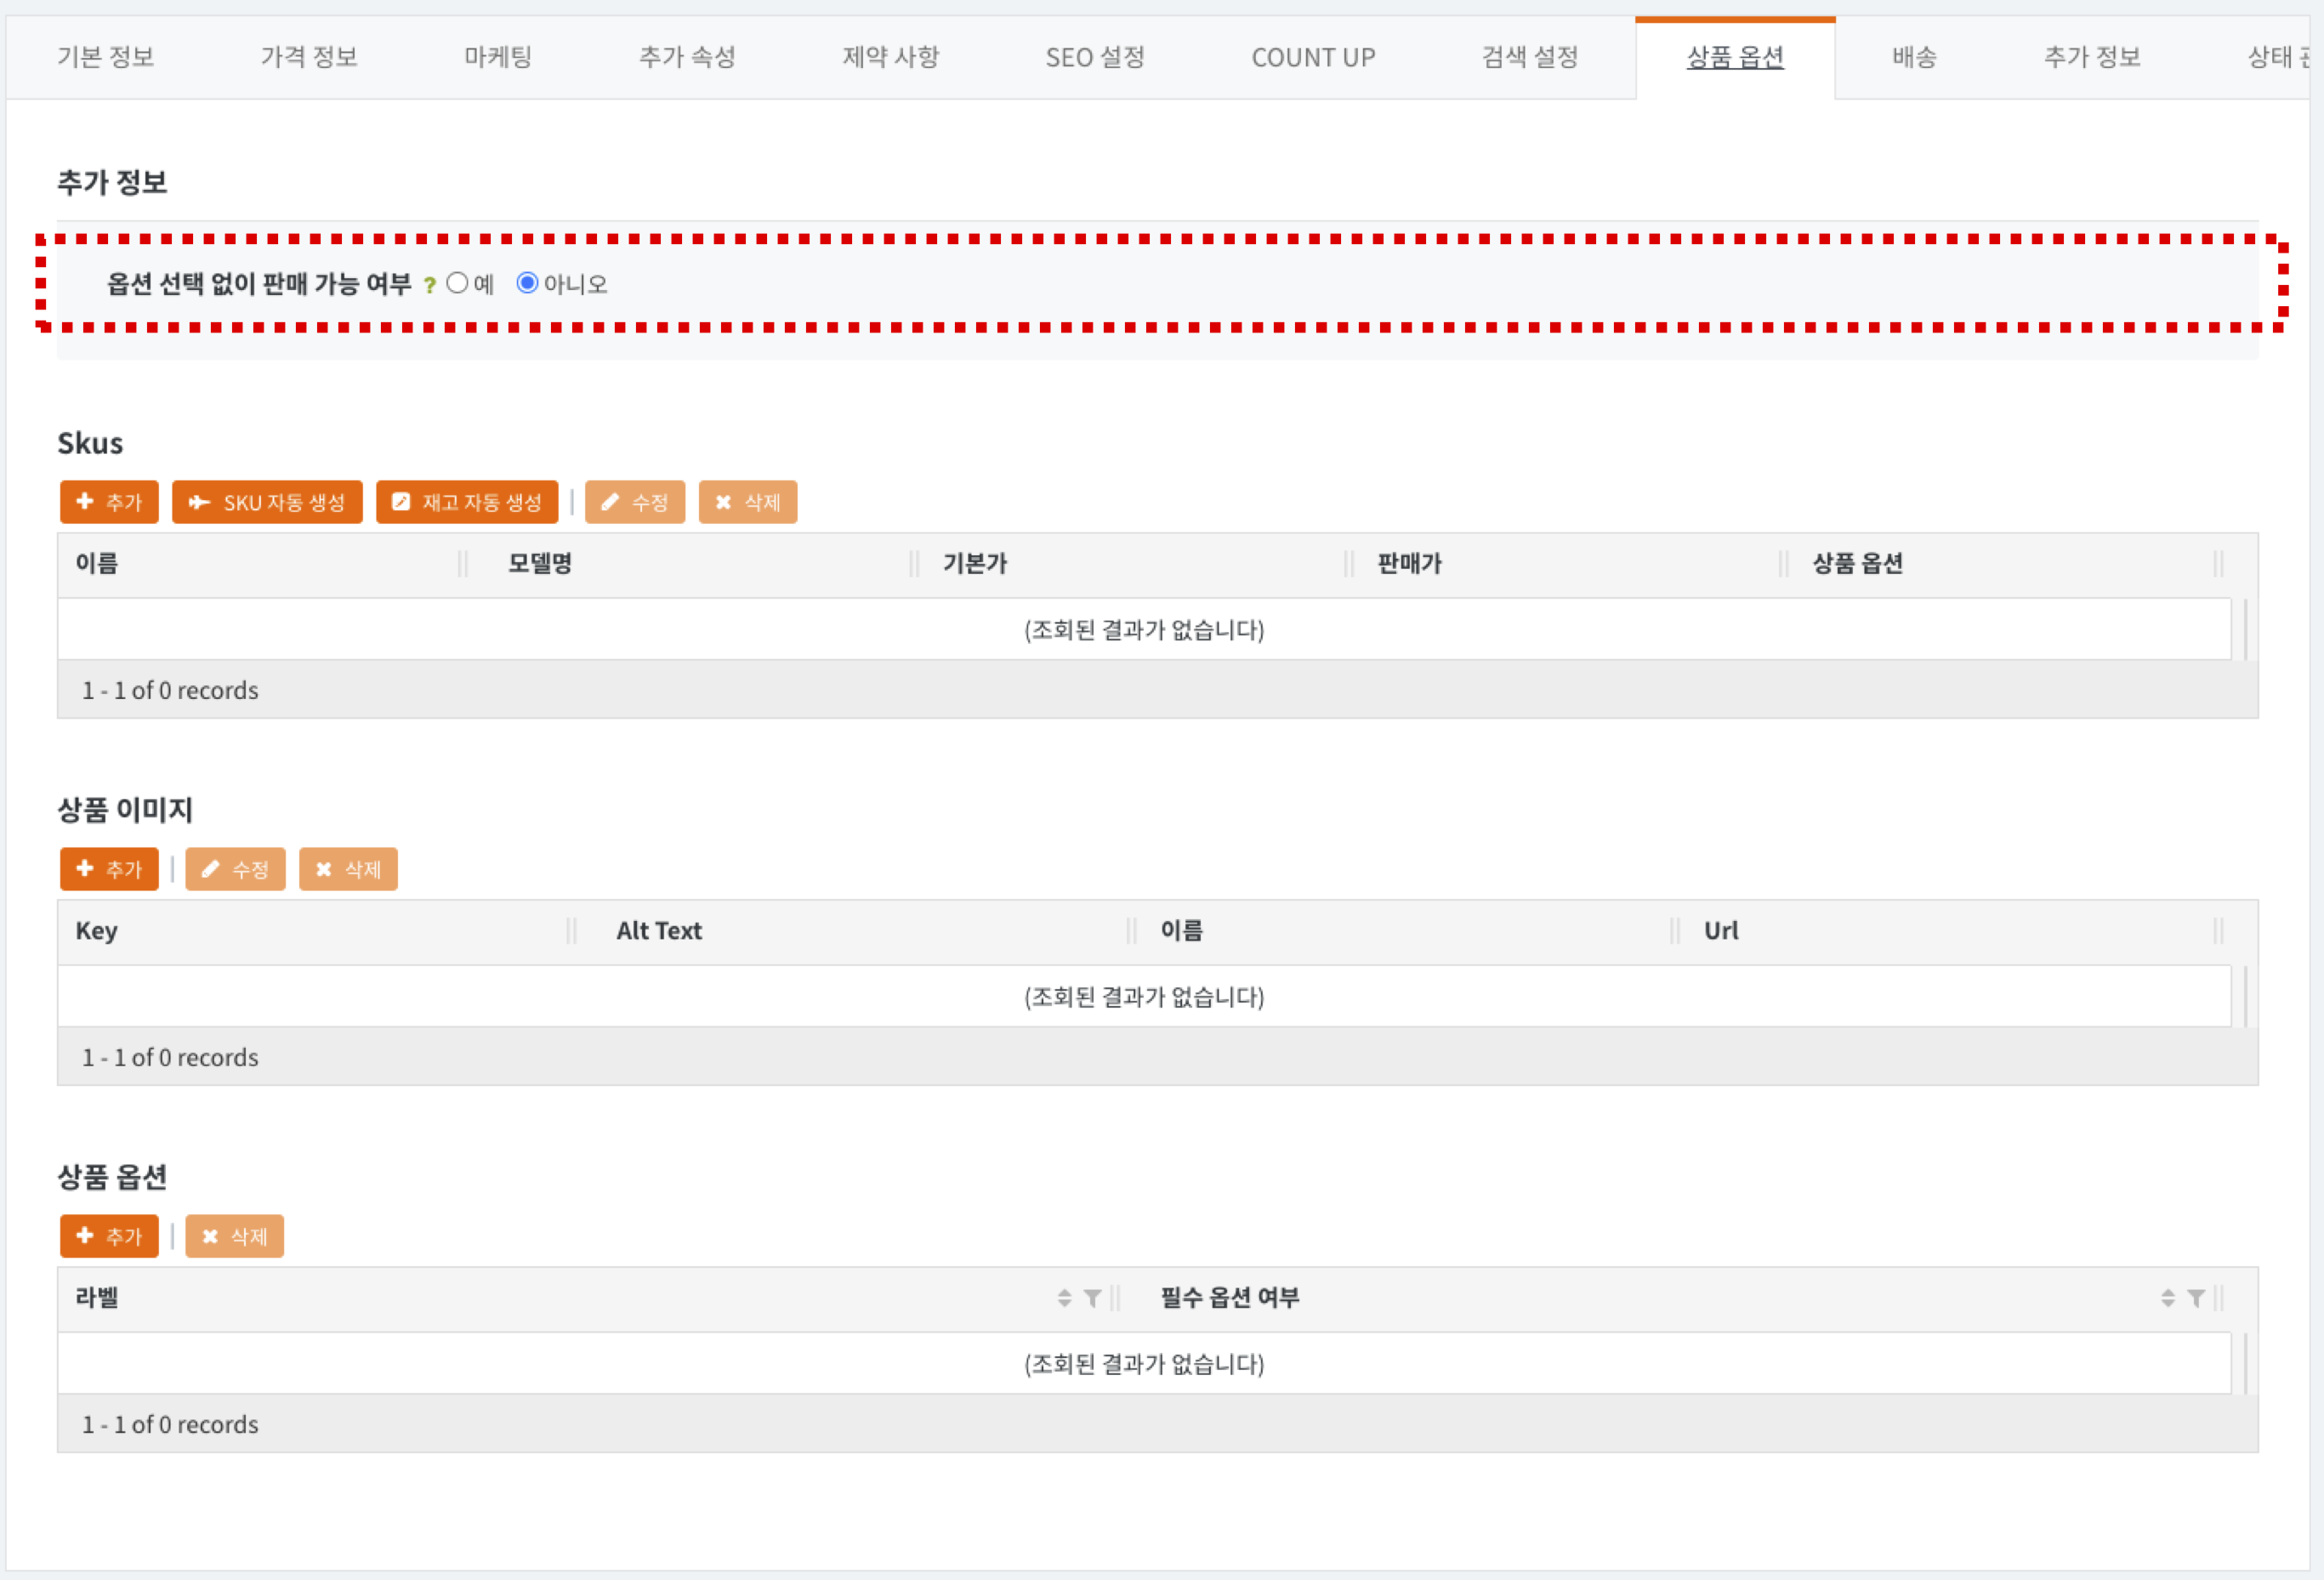 기본 정보 가격 정보 마케팅 추가 속성 제약 사항 SEO 설정 COUNT UP 검색 설정 상품 옵션 배송 추가 정보 상태
추가 정보
옵션 선택 없이 판매 가능 여부 ? 예 아니오
Skus
추가 SKU 자동 생성 재고 자동 생성 수정 삭제
이름 모델명 기본가 판매가 상품 옵션
(조회된 결과가 없습니다)
1 - 1 of 0 records
상품 이미지
추가 수정 삭제
Key Alt Text 이름 Url
(조회된 결과가 없습니다)
1 - 1 of 0 records
상품 옵션
추가 삭제
라벨 필수 옵션 여부
(조회된 결과가 없습니다)
1 - 1 of 0 records